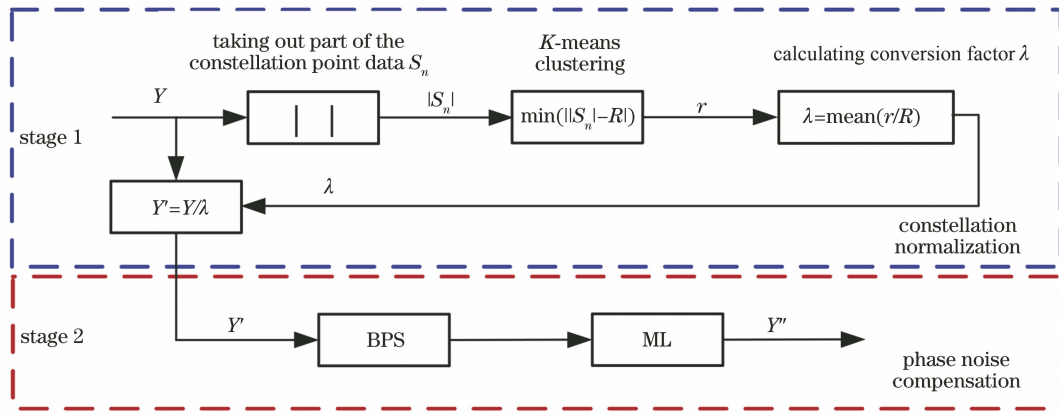 taking out part of the
constellation point data Sₙ
K-means
clustering
calculating conversion factor λ
Y
| |
|Sₙ|
min(||Sₙ|−R|)
r
λ=mean(r/R)
stage 1
Y′=Y/λ
λ
constellation
normalization
stage 2
Y′
BPS
ML
Y″
phase noise
compensation